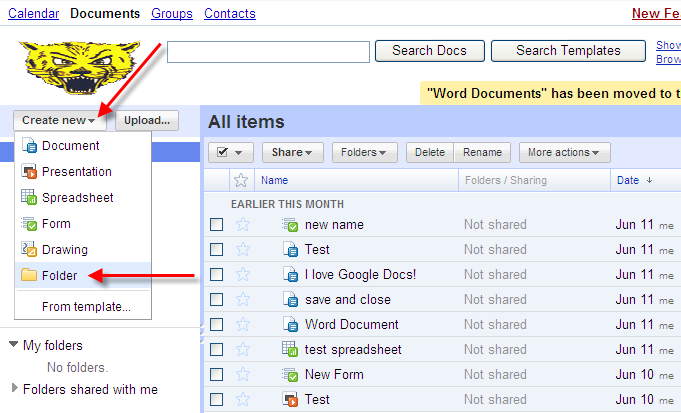 Calendar Documents Groups Contacts New Fe
Search Docs Search Templates Show
Brow
"Word Documents" has been moved to t
Create new Upload...
All items
Document
Presentation
Spreadsheet
Form
Drawing
Folder
From template...
My folders
No folders.
Folders shared with me
Share Folders Delete Rename More actions
Name Folders / Sharing Date
EARLIER THIS MONTH
new name Not shared Jun 11 me
Test Not shared Jun 11 me
I love Google Docs! Not shared Jun 11 me
save and close Not shared Jun 11 me
Word Document Not shared Jun 11 me
test spreadsheet Not shared Jun 11 me
New Form Not shared Jun 10 me
Test Not shared Jun 10 me